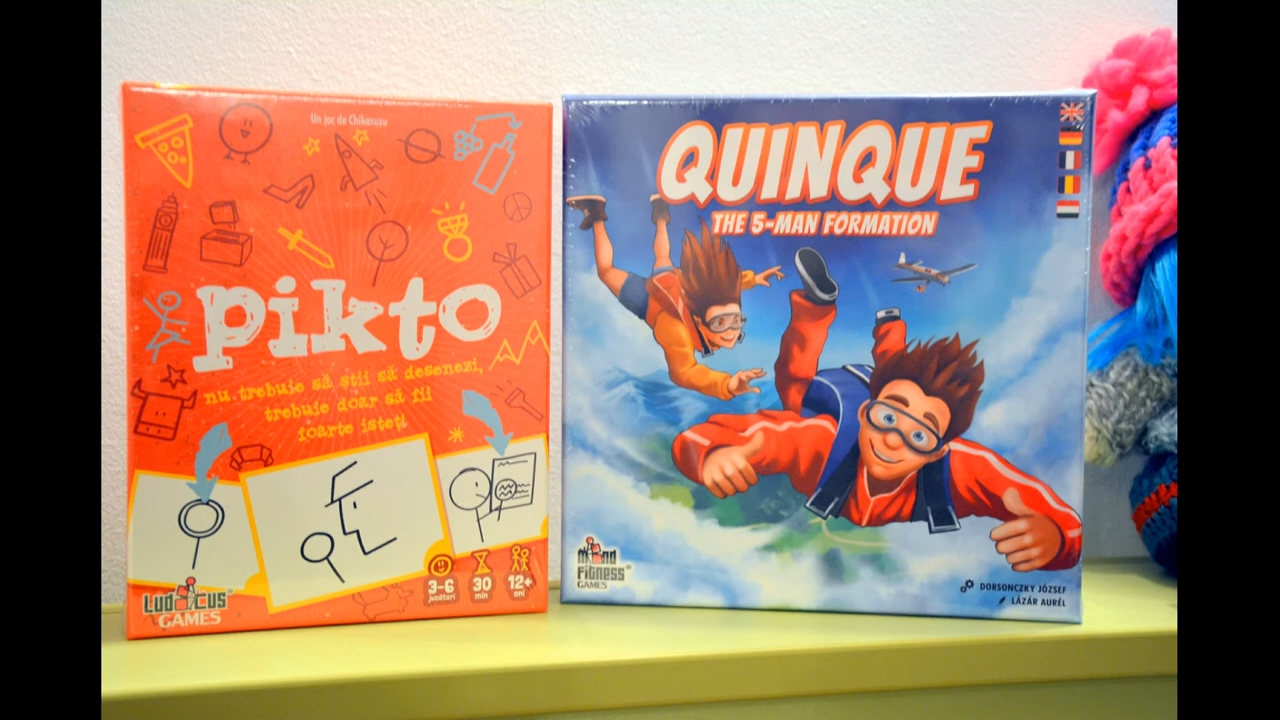 Un joc de Chikasuzu
pikto
nu trebuie să știi să desenezi,
trebuie doar să fii
foarte isteț!
3-6
jucători
30
min
12+
ani
Ludicus
GAMES
QUINQUE
THE 5-MAN FORMATION
Mind
Fitness
GAMES
DORSONCZKY JÓZSEF
LÁZÁR AURÉL